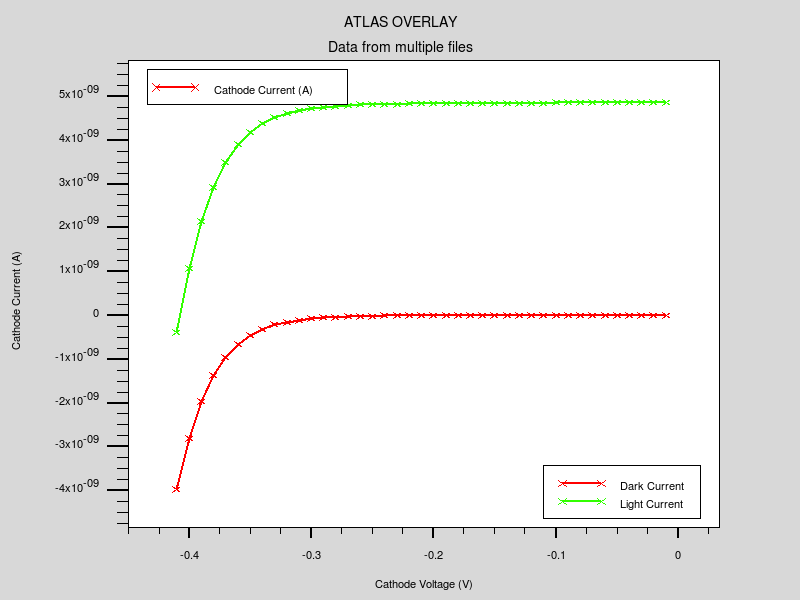 ATLAS OVERLAY
Data from multiple files
Cathode Current (A)
5x10-09
4x10-09
3x10-09
2x10-09
1x10-09
0
-1x10-09
-2x10-09
-3x10-09
-4x10-09
Cathode Current (A)
Dark Current
Light Current
-0.4
-0.3
-0.2
-0.1
0
Cathode Voltage (V)